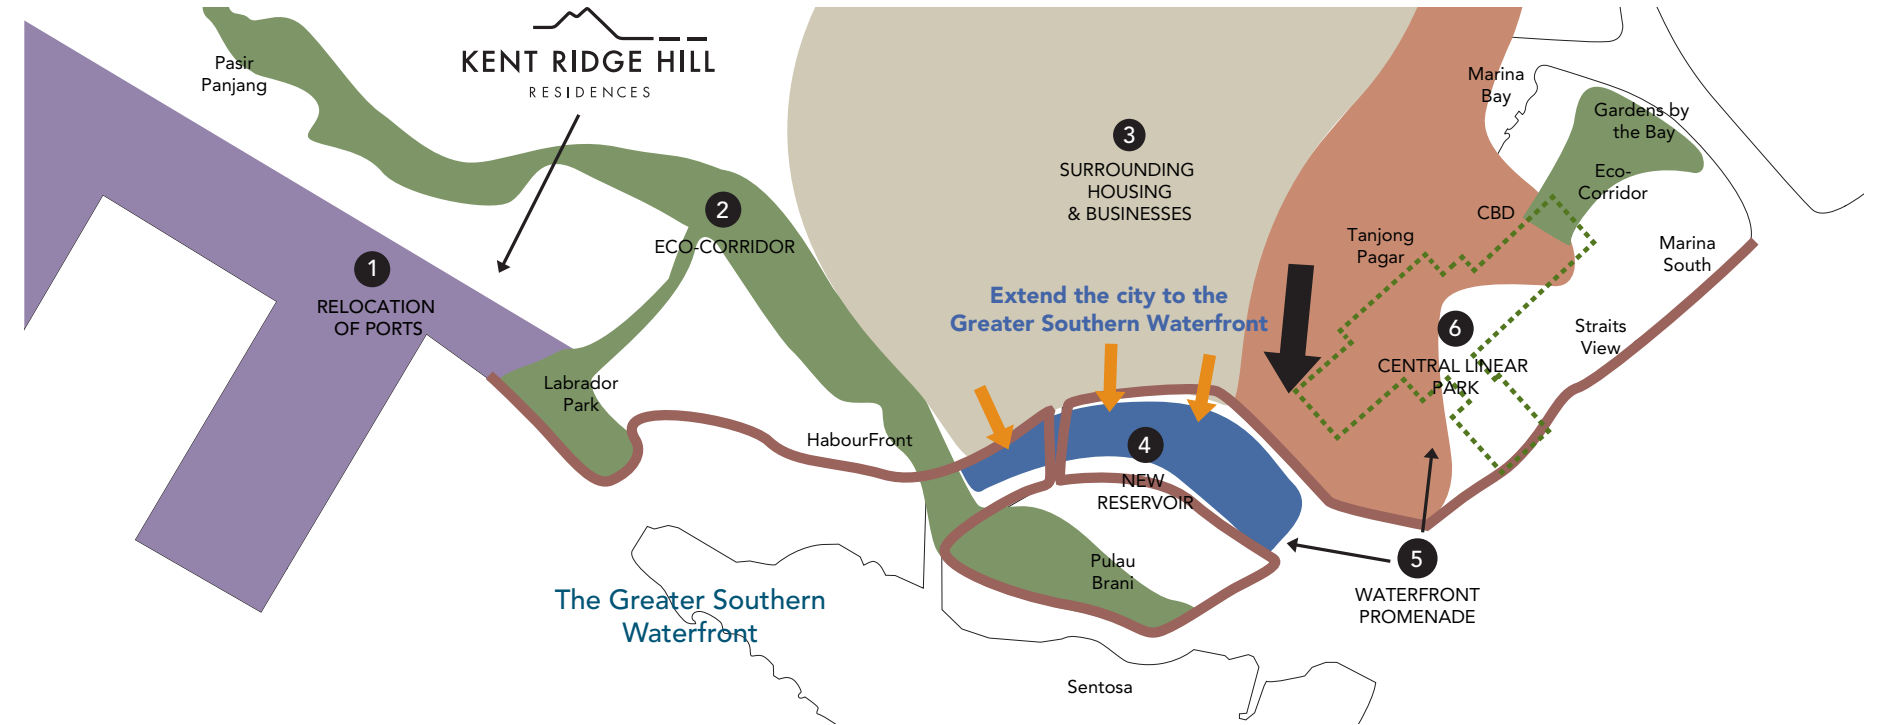 KENT RIDGE HILL
RESIDENCES
Pasir
Panjang
Marina
Bay
Gardens by
the Bay
3
SURROUNDING
HOUSING
& BUSINESSES
Eco-
Corridor
2
ECO-CORRIDOR
CBD
Tanjong
Pagar
Marina
South
1
RELOCATION
OF PORTS
Extend the city to the
Greater Southern Waterfront
6
CENTRAL LINEAR
PARK
Straits
View
Labrador
Park
HabourFront
4
NEW
RESERVOIR
Pulau
Brani
5
WATERFRONT
PROMENADE
The Greater Southern
Waterfront
Sentosa